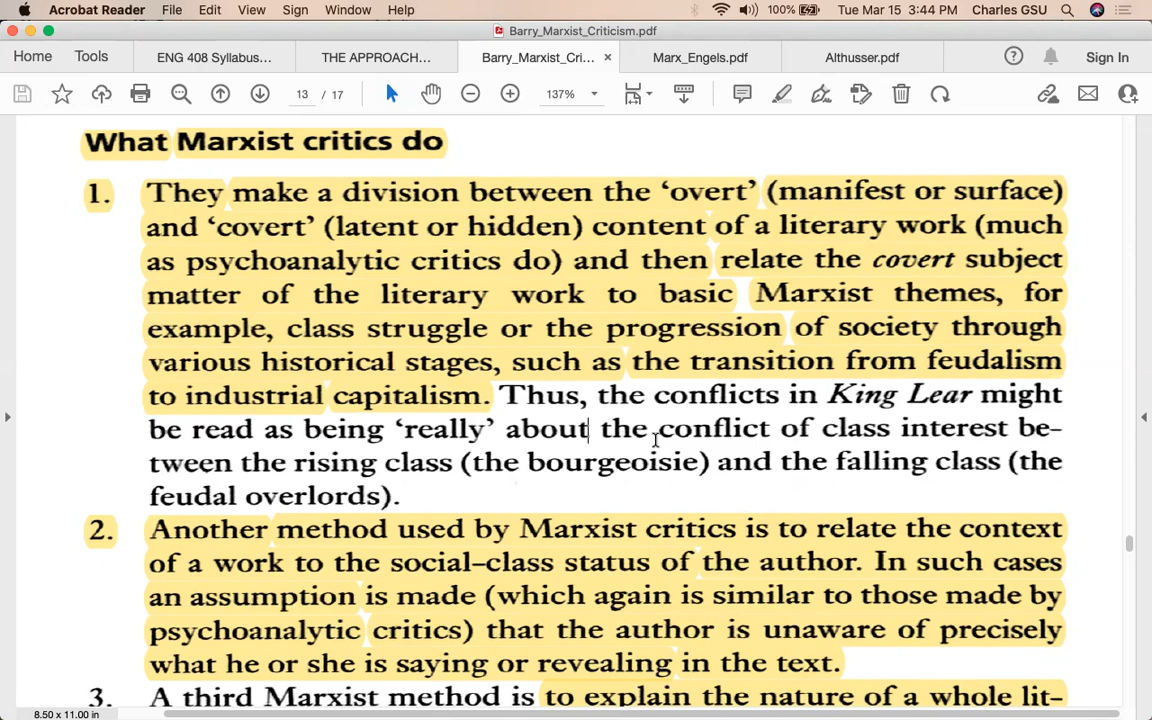 Acrobat Reader File Edit View Sign Window Help 100% Tue Mar 15 3:44 PM Charles GSU
Barry_Marxist_Criticism.pdf
Home Tools ENG 408 Syllabus... THE APPROACH... Barry_Marxist_Cri... × Marx_Engels.pdf Althusser.pdf Sign In
13 / 17 137%
What Marxist critics do
1. They make a division between the ‘overt’ (manifest or surface)
and ‘covert’ (latent or hidden) content of a literary work (much
as psychoanalytic critics do) and then relate the covert subject
matter of the literary work to basic Marxist themes, for
example, class struggle or the progression of society through
various historical stages, such as the transition from feudalism
to industrial capitalism. Thus, the conflicts in King Lear might
be read as being ‘really’ about the conflict of class interest be-
tween the rising class (the bourgeoisie) and the falling class (the
feudal overlords).
2. Another method used by Marxist critics is to relate the context
of a work to the social-class status of the author. In such cases
an assumption is made (which again is similar to those made by
psychoanalytic critics) that the author is unaware of precisely
what he or she is saying or revealing in the text.
3. A third Marxist method is to explain the nature of a whole lit-
8.50 x 11.00 in